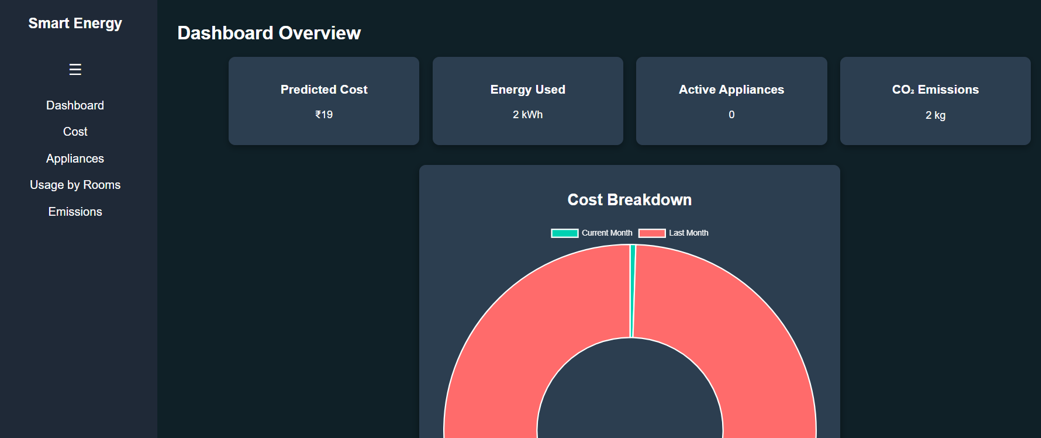 Smart Energy
☰
Dashboard
Cost
Appliances
Usage by Rooms
Emissions
Dashboard Overview
Predicted Cost
₹19
Energy Used
2 kWh
Active Appliances
0
CO₂ Emissions
2 kg
Cost Breakdown
Current Month
Last Month